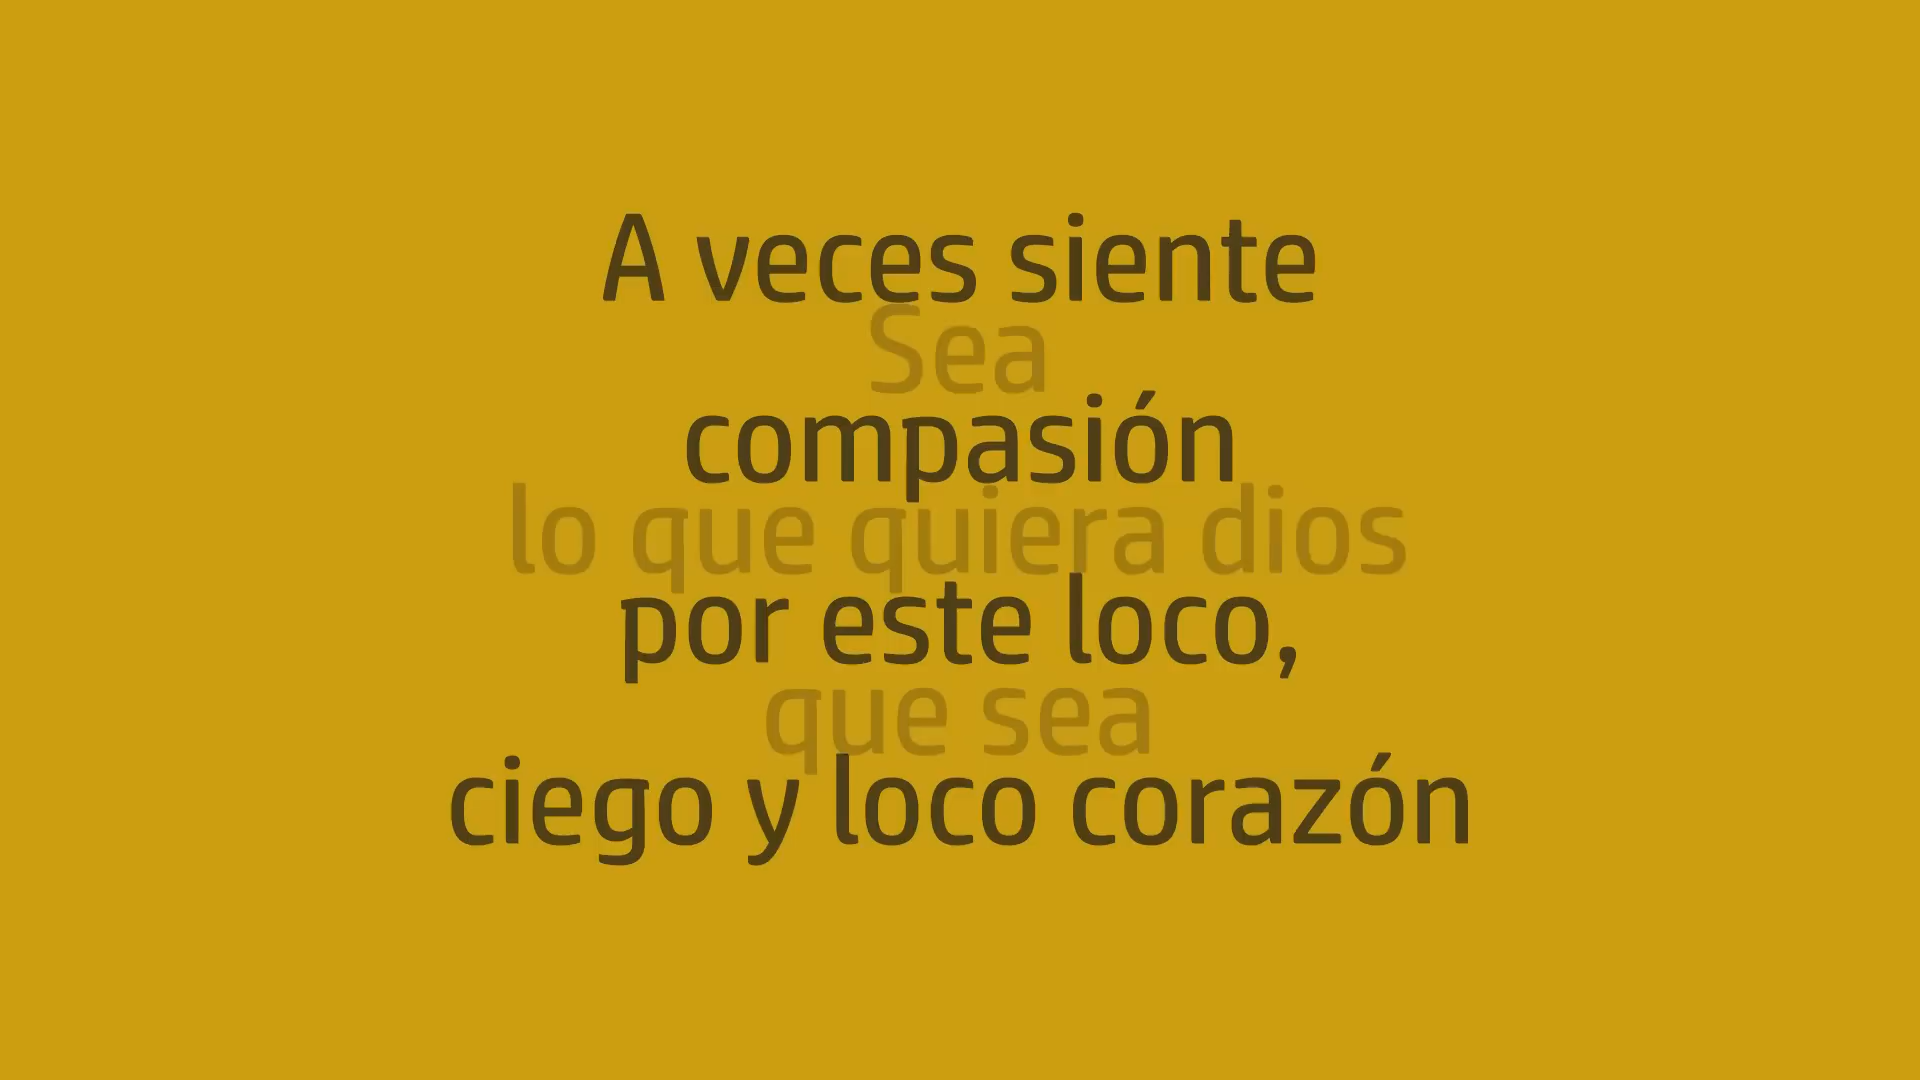 A veces siente
Sea
compasión
lo que quiera dios
por este loco,
que sea
ciego y loco corazón